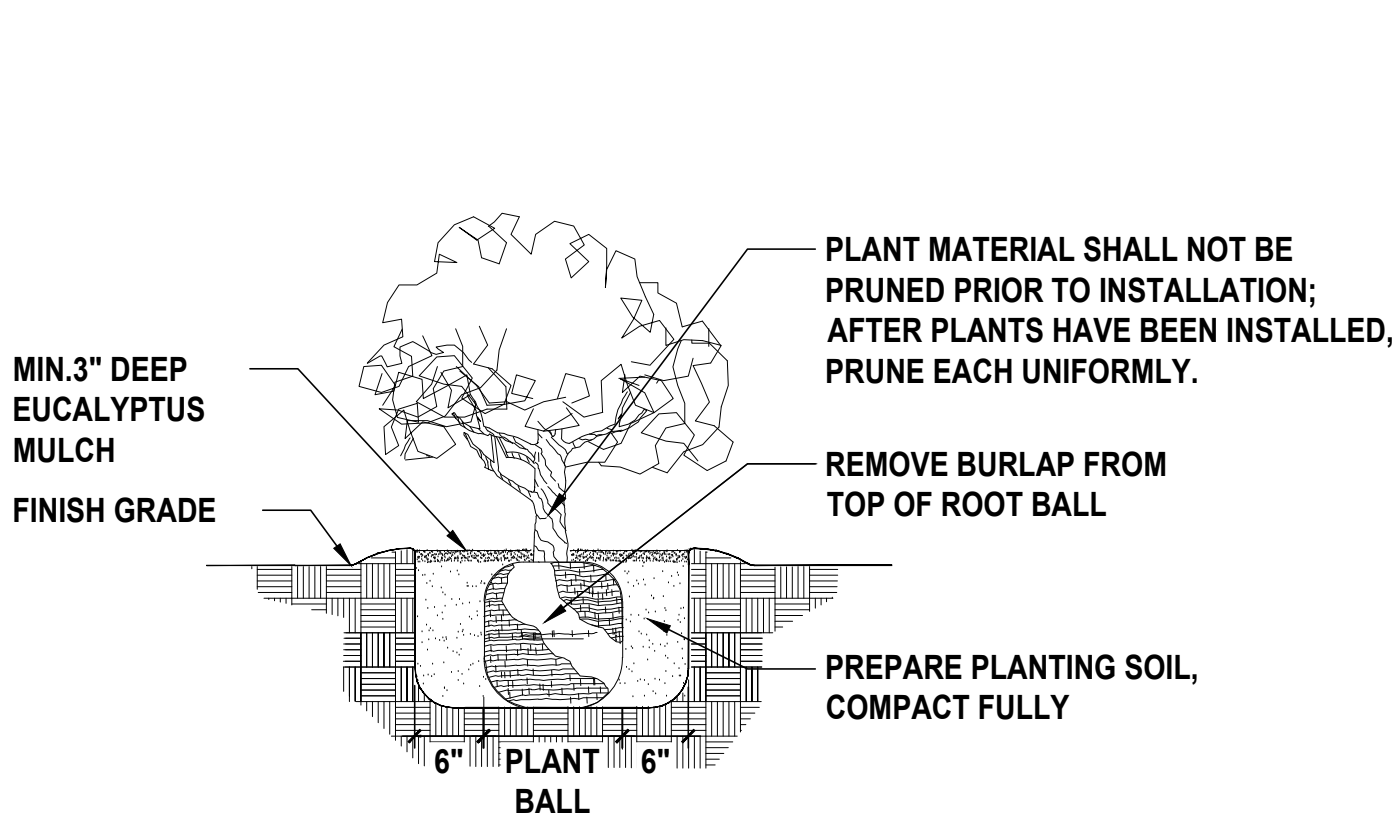 PLANT MATERIAL SHALL NOT BE
PRUNED PRIOR TO INSTALLATION;
AFTER PLANTS HAVE BEEN INSTALLED,
PRUNE EACH UNIFORMLY.
MIN.3" DEEP
EUCALYPTUS
MULCH
REMOVE BURLAP FROM
TOP OF ROOT BALL
FINISH GRADE
PREPARE PLANTING SOIL,
COMPACT FULLY
6" PLANT 6"
BALL